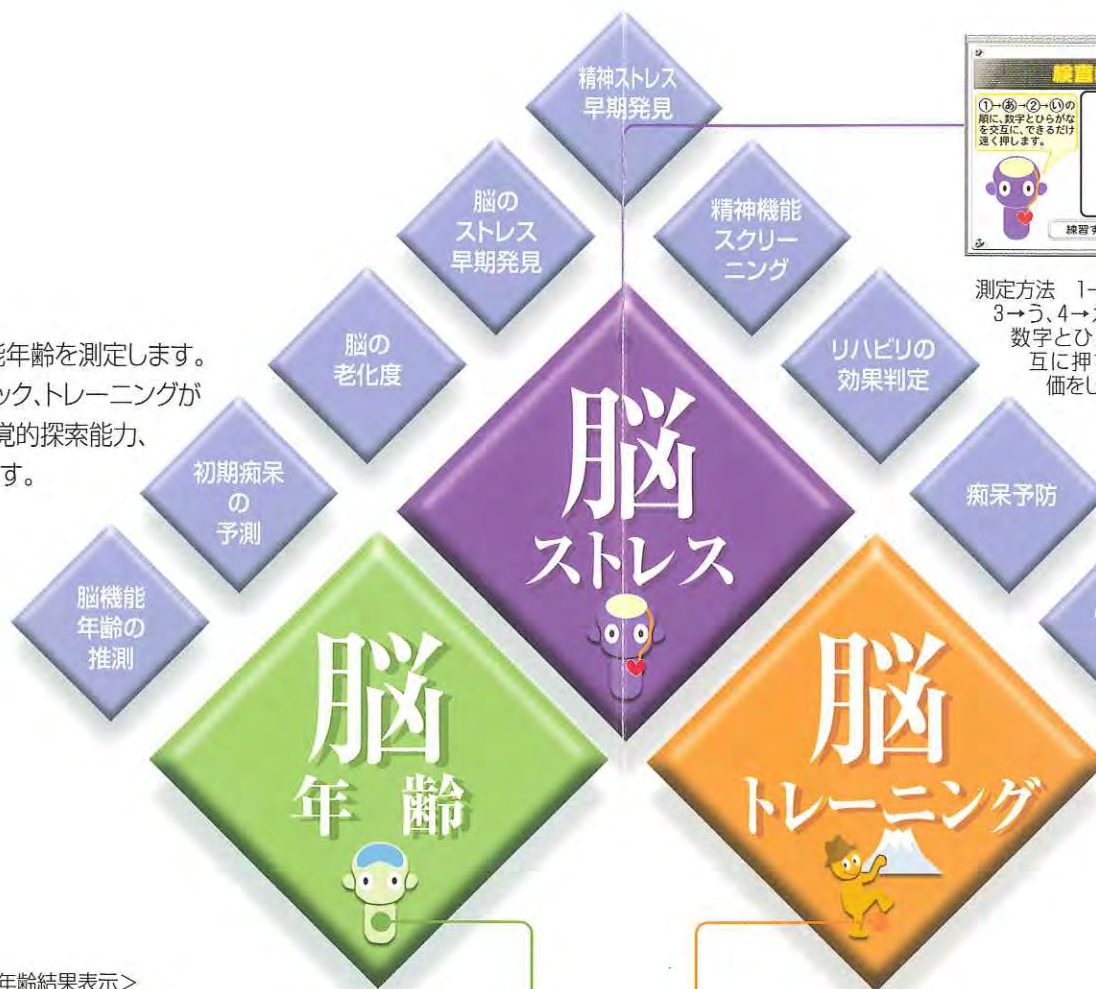 精神ストレス
早期発見
脳の
ストレス
早期発見
精神機能
スクリー
ニング
①→あ→②→いの
順に、数字とひらがな
を交互に、できるだけ
速く押します。
練習す
測定方法 1→
3→う、4→
数字とひ
互に押
価をし
年齢を測定します。
ック、トレーニングが
覚的探索能力、
す。
脳の
老化度
リハビリの
効果判定
初期痴呆
の
予測
痴呆予防
脳機能
年齢の
推測
脳
ストレス
脳
年齢
脳
トレーニング
年齢結果表示＞